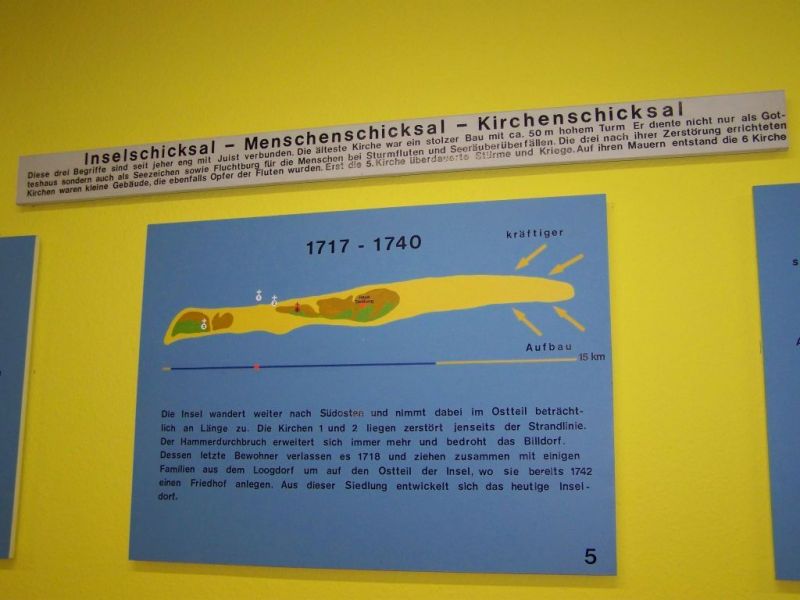 Inselschicksal – Menschenschicksal – Kirchenschicksal
Diese drei Begriffe sind seit jeher eng mit Juist verbunden. Die älteste Kirche war ein stolzer Bau mit ca. 50 m hohem Turm Er diente nicht nur als Got-
teshaus sondern auch als Seezeichen sowie Fluchtburg für die Menschen bei Sturmfluten und Seeräuberüberfällen. Die drei nach ihrer Zerstörung errichteten
Kirchen waren kleine Gebäude, die ebenfalls Opfer der Fluten wurden. Erst die 5. Kirche überdauerte Stürme und Kriege. Auf ihren Mauern entstand die 6 Kirche
1717 - 1740
kräftiger
Aufbau
15 km
Die Insel wandert weiter nach Südosten und nimmt dabei im Ostteil beträcht-
lich an Länge zu. Die Kirchen 1 und 2 liegen zerstört jenseits der Strandlinie.
Der Hammerdurchbruch erweitert sich immer mehr und bedroht das Billdorf.
Dessen letzte Bewohner verlassen es 1718 und ziehen zusammen mit einigen
Familien aus dem Loogdorf um auf den Ostteil der Insel, wo sie bereits 1742
einen Friedhof anlegen. Aus dieser Siedlung entwickelt sich das heutige Insel-
dorf.
5